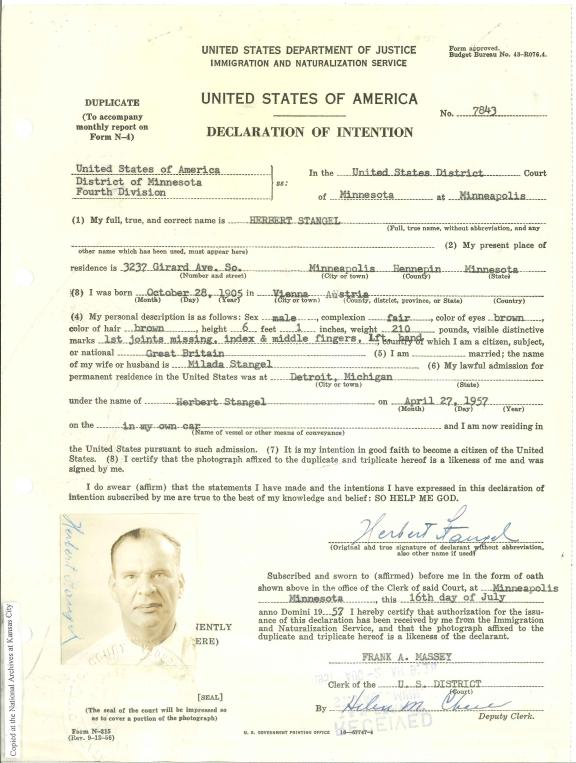 UNITED STATES DEPARTMENT OF JUSTICE
IMMIGRATION AND NATURALIZATION SERVICE
Form approved.
Budget Bureau No. 43-R076.4.
DUPLICATE
(To accompany
monthly report on
Form N-4)
UNITED STATES OF AMERICA
No. 7843
DECLARATION OF INTENTION
United States of America
District of Minnesota
Fourth Division
ss:
In the United States District Court
of Minnesota at Minneapolis
(1) My full, true, and correct name is HERBERT STANGEL
(Full, true name, without abbreviation, and any
other name which has been used, must appear here)
(2) My present place of
residence is 3237 Girard Ave. So. Minneapolis Hennepin Minnesota
(Number and street) (City or town) (County) (State)
(3) I was born October 28, 1905 in Vienna Austria
(Month) (Day) (Year) (City or town) (County, district, province, or State) (Country)
(4) My personal description is as follows: Sex male, complexion fair, color of eyes brown,
color of hair brown, height 6 feet 1 inches, weight 210 pounds, visible distinctive
marks 1st joints missing, index & middle fingers, Lft. hand country of which I am a citizen, subject,
or national Great Britain (5) I am married; the name
of my wife or husband is Milada Stangel (6) My lawful admission for
permanent residence in the United States was at Detroit, Michigan
(City or town) (State)
under the name of Herbert Stangel on April 27, 1957
(Month) (Day) (Year)
on the in my own car and I am now residing in
(Name of vessel or other means of conveyance)
the United States pursuant to such admission. (7) It is my intention in good faith to become a citizen of the United
States. (8) I certify that the photograph affixed to the duplicate and triplicate hereof is a likeness of me and was
signed by me.
I do swear (affirm) that the statements I have made and the intentions I have expressed in this declaration of
intention subscribed by me are true to the best of my knowledge and belief: SO HELP ME GOD.
Herbert Stangel
(Original and true signature of declarant without abbreviation,
also other name if used)
Herbert Stangel
Subscribed and sworn to (affirmed) before me in the form of oath
shown above in the office of the Clerk of said Court, at Minneapolis
Minnesota, this 16th day of July
anno Domini 19 57 I hereby certify that authorization for the issu-
ance of this declaration has been received by me from the Immigration
and Naturalization Service, and that the photograph affixed to the
duplicate and triplicate hereof is a likeness of the declarant.
NENTLY
ERE)
FRANK A. MASSEY
Clerk of the U. S. DISTRICT
(Court)
[SEAL]
(The seal of the court will be impressed so
as to cover a portion of the photograph)
By Helen M. Chase
Deputy Clerk.
RECEIVED
Form N-315
(Rev. 9-12-56)
U. S. GOVERNMENT PRINTING OFFICE 16-67747-4
Copied at the National Archives at Kansas City